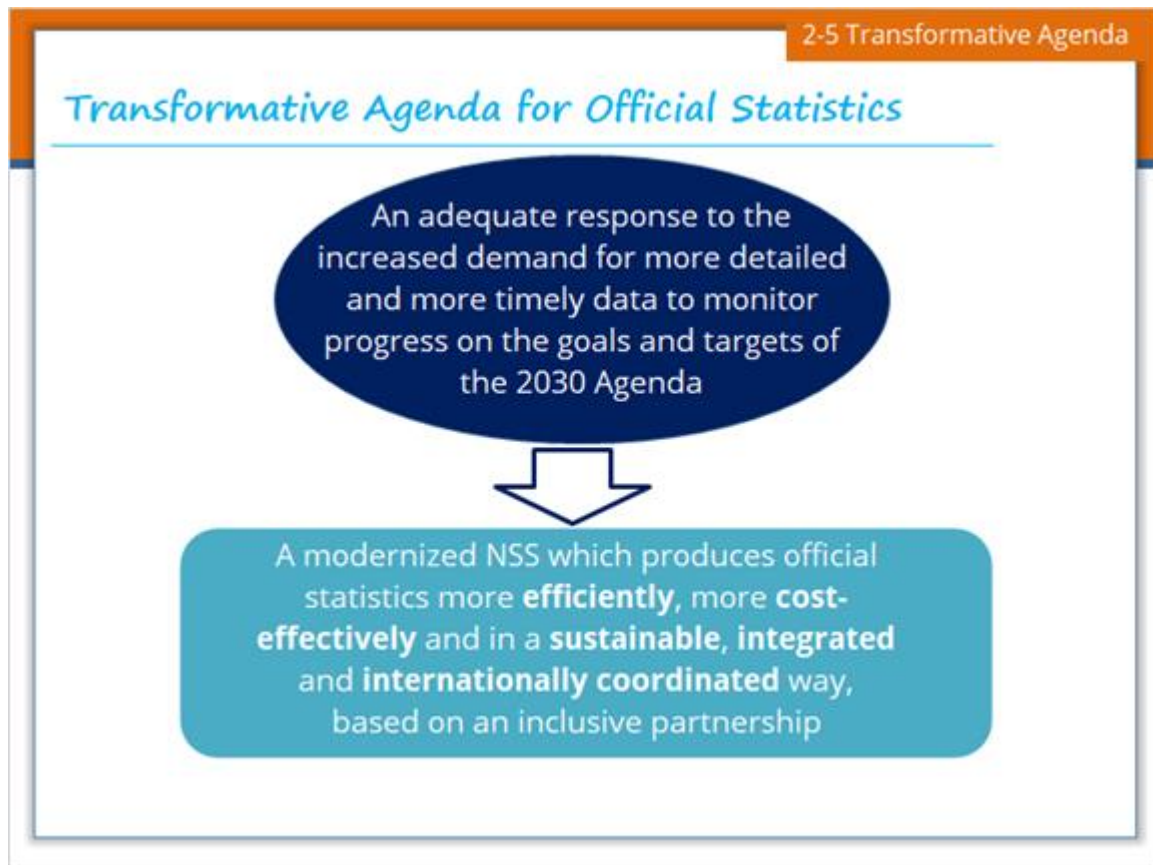 2-5 Transformative Agenda
Transformative Agenda for Official Statistics
An adequate response to the
increased demand for more detailed
and more timely data to monitor
progress on the goals and targets of
the 2030 Agenda
A modernized NSS which produces official
statistics more efficiently, more cost-
effectively and in a sustainable, integrated
and internationally coordinated way,
based on an inclusive partnership